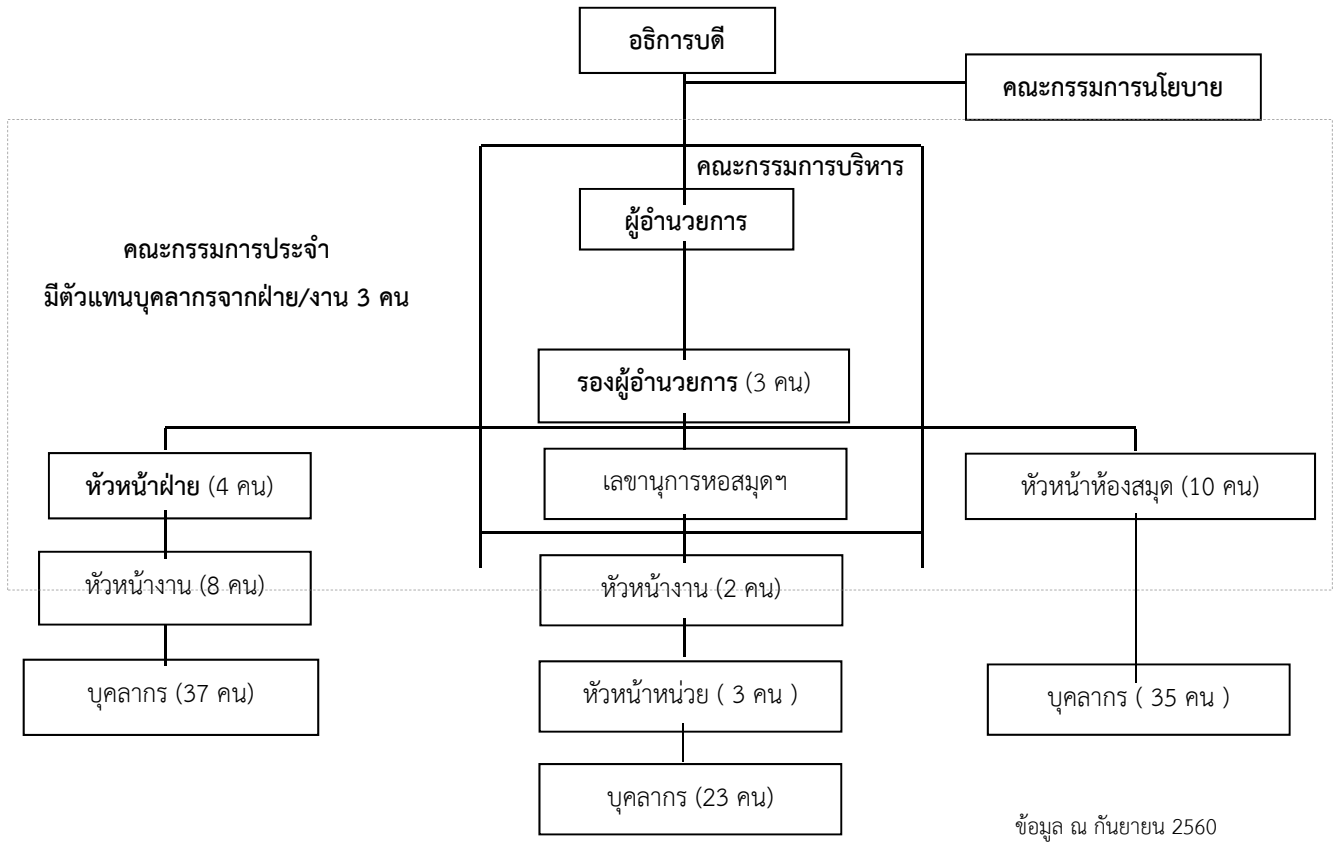 อธิการบดี
คณะกรรมการนโยบาย
คณะกรรมการบริหาร
ผู้อำนวยการ
คณะกรรมการประจำ
มีตัวแทนบุคลากรจากฝ่าย/งาน 3 คน
รองผู้อำนวยการ (3 คน)
หัวหน้าฝ่าย (4 คน)
เลขานุการหอสมุดฯ
หัวหน้าห้องสมุด (10 คน)
หัวหน้างาน (8 คน)
หัวหน้างาน (2 คน)
บุคลากร (37 คน)
หัวหน้าหน่วย ( 3 คน )
บุคลากร ( 35 คน )
บุคลากร (23 คน)
ข้อมูล ณ กันยายน 2560